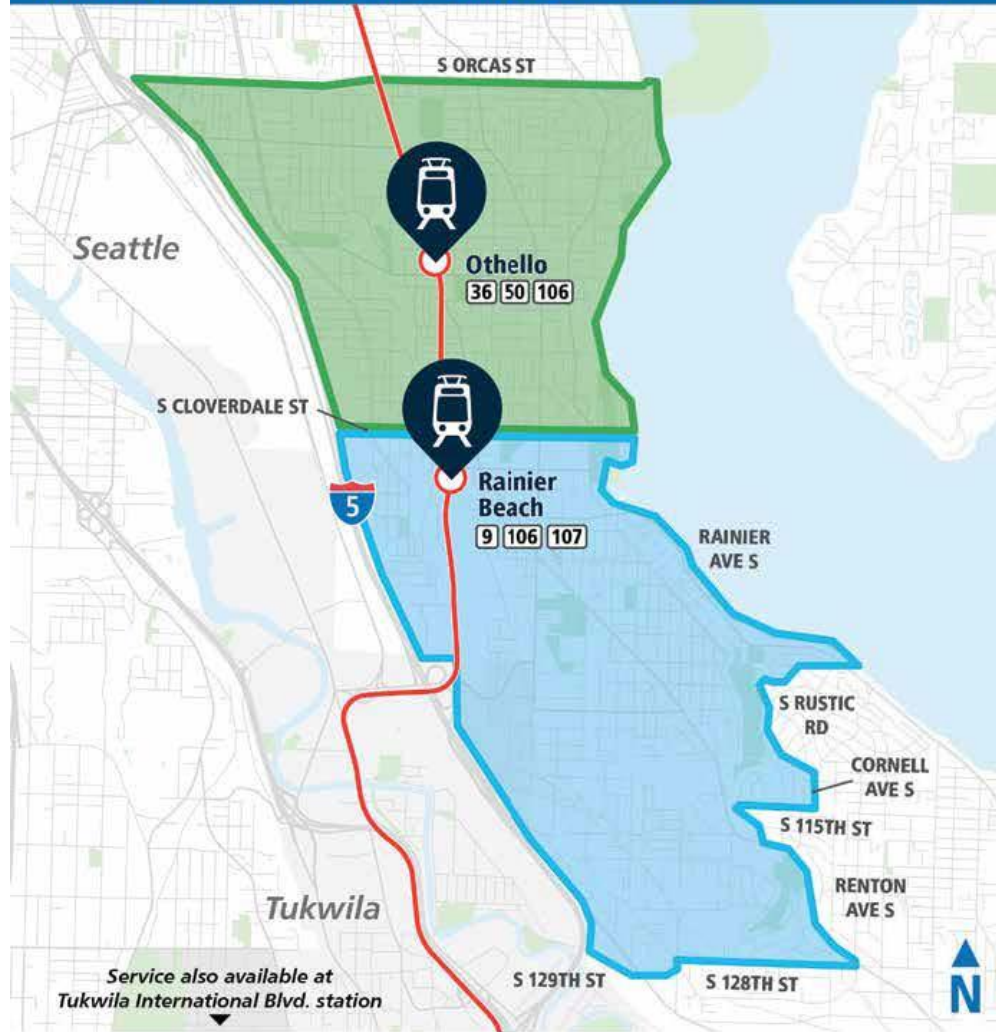 S ORCAS ST
Seattle
Othello
36 50 106
S CLOVERDALE ST
5
Rainier
Beach
9 106 107
RAINIER
AVE S
S RUSTIC
RD
CORNELL
AVE S
S 115TH ST
RENTON
AVE S
Tukwila
S 129TH ST
S 128TH ST
Service also available at
Tukwila International Blvd. station
N